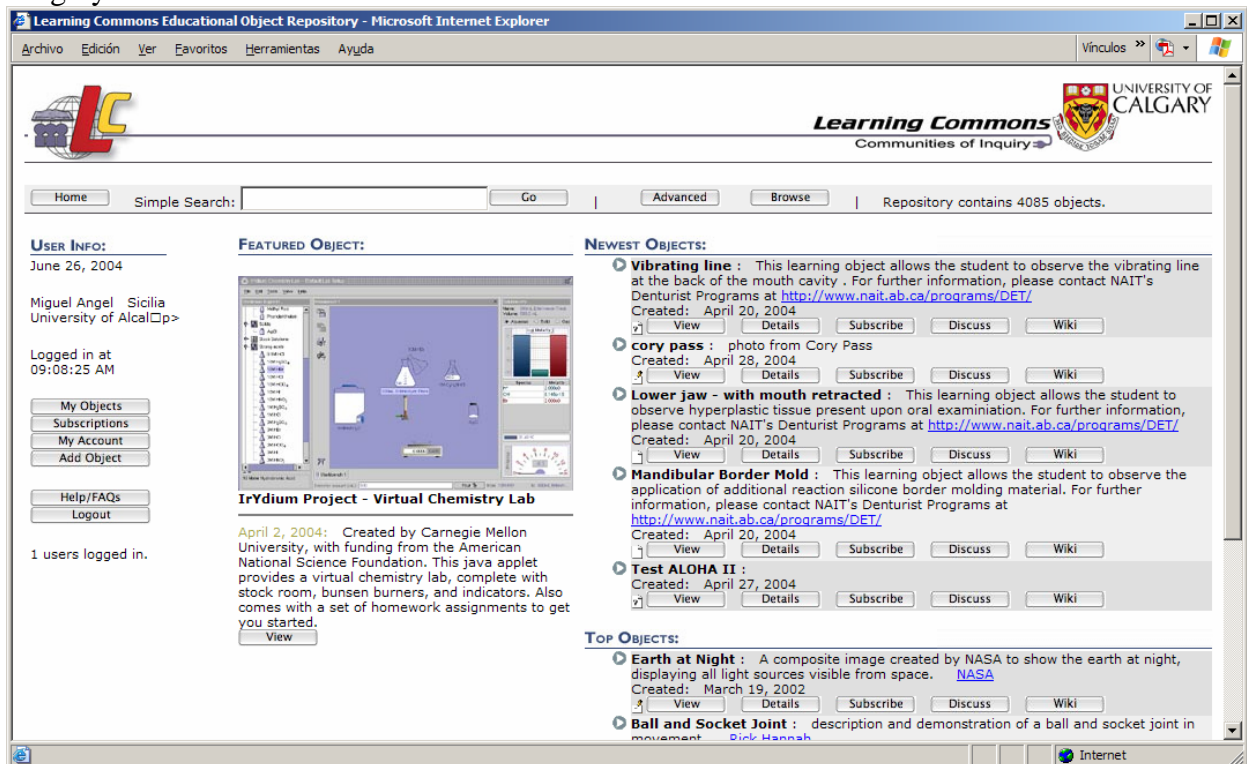 Learning Commons Educational Object Repository - Microsoft Internet Explorer
Archivo Edición Ver Favoritos Herramientas Ayuda Vínculos »
LC
UNIVERSITY OF
CALGARY
Learning Commons
Communities of Inquiry
Home Simple Search: Go | Advanced Browse | Repository contains 4085 objects.
USER INFO:
June 26, 2004
Miguel Angel Sicilia
University of Alcal□p>
Logged in at
09:08:25 AM
My Objects
Subscriptions
My Account
Add Object
Help/FAQs
Logout
1 users logged in.
FEATURED OBJECT:
IrYdium Project - Virtual Chemistry Lab
April 2, 2004: Created by Carnegie Mellon
University, with funding from the American
National Science Foundation. This java applet
provides a virtual chemistry lab, complete with
stock room, bunsen burners, and indicators. Also
comes with a set of homework assignments to get
you started.
View
NEWEST OBJECTS:
Vibrating line : This learning object allows the student to observe the vibrating line
at the back of the mouth cavity . For further information, please contact NAIT's
Denturist Programs at http://www.nait.ab.ca/programs/DET/
Created: April 20, 2004
View Details Subscribe Discuss Wiki
cory pass : photo from Cory Pass
Created: April 28, 2004
View Details Subscribe Discuss Wiki
Lower jaw - with mouth retracted : This learning object allows the student to
observe hyperplastic tissue present upon oral examiniation. For further information,
please contact NAIT's Denturist Programs at http://www.nait.ab.ca/programs/DET/
Created: April 20, 2004
View Details Subscribe Discuss Wiki
Mandibular Border Mold : This learning object allows the student to observe the
application of additional reaction silicone border molding material. For further
information, please contact NAIT's Denturist Programs at
http://www.nait.ab.ca/programs/DET/
Created: April 20, 2004
View Details Subscribe Discuss Wiki
Test ALOHA II :
Created: April 27, 2004
View Details Subscribe Discuss Wiki
TOP OBJECTS:
Earth at Night : A composite image created by NASA to show the earth at night,
displaying all light sources visible from space. NASA
Created: March 19, 2002
View Details Subscribe Discuss Wiki
Ball and Socket Joint : description and demonstration of a ball and socket joint in
movement Rick Hannah
Internet